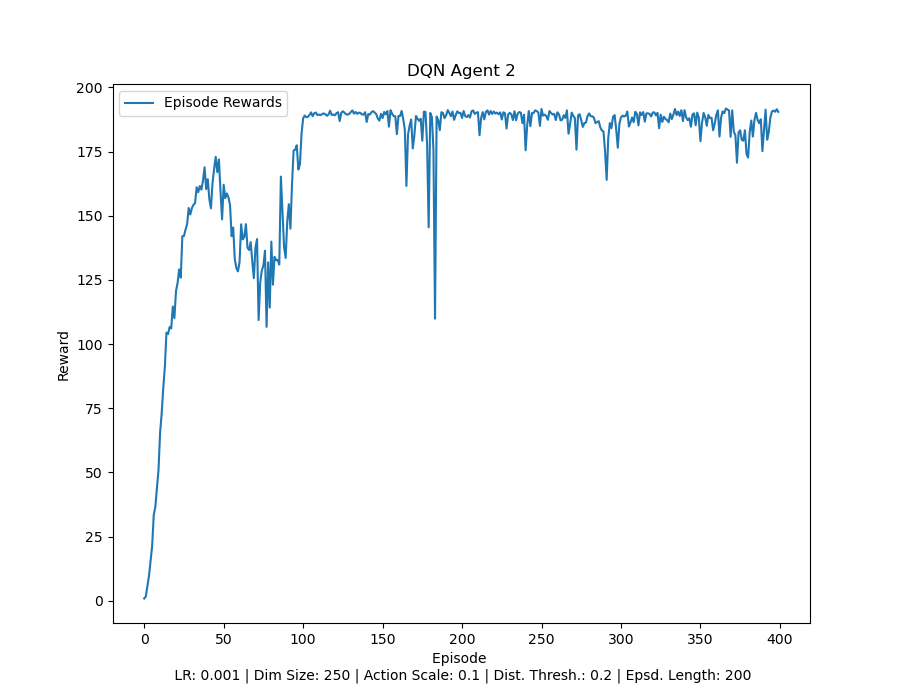 DQN Agent 2
Episode Rewards
200
175
150
125
100
75
50
25
0
Reward
0 50 100 150 200 250 300 350 400
Episode
LR: 0.001 | Dim Size: 250 | Action Scale: 0.1 | Dist. Thresh.: 0.2 | Epsd. Length: 200